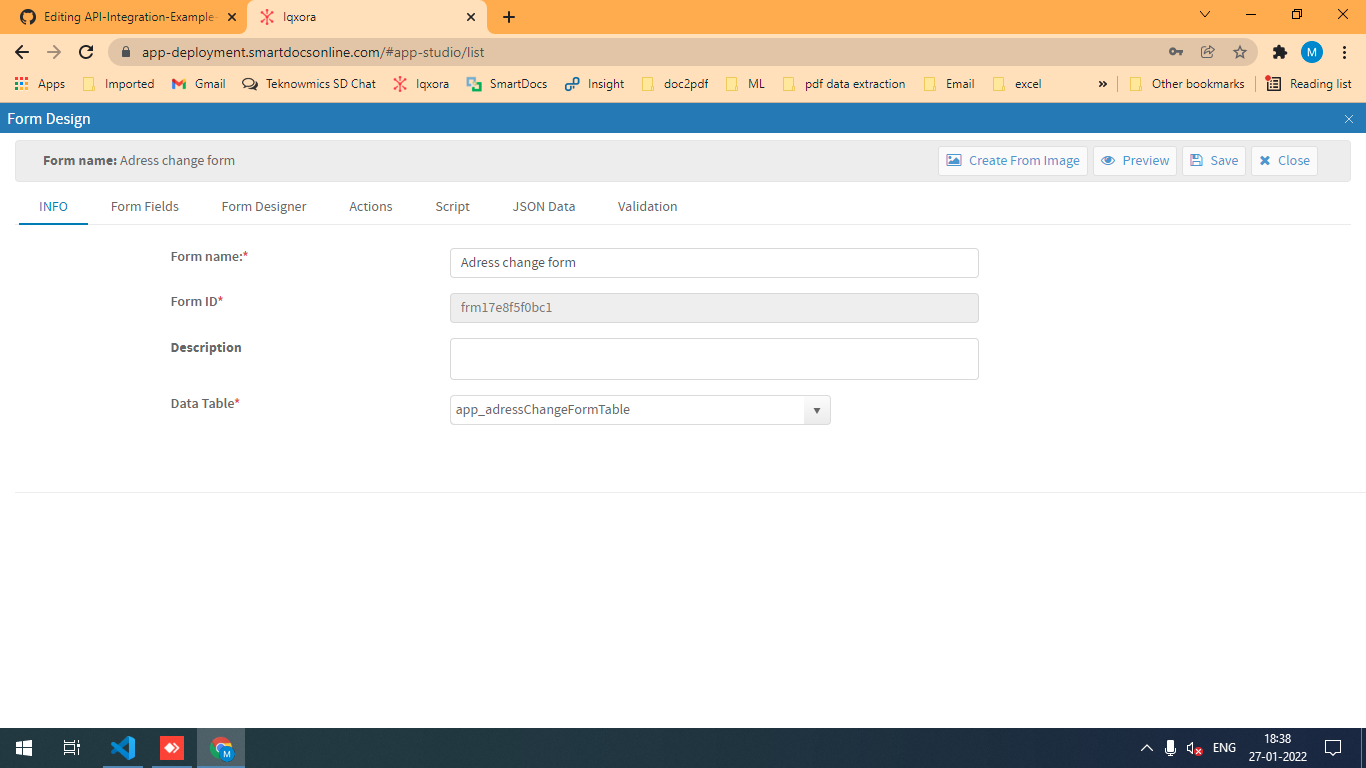 Editing API-Integration-Example-
Iqxora
app-deployment.smartdocsonline.com/#app-studio/list
M
Apps
Imported
Gmail
Teknowmics SD Chat
Iqxora
SmartDocs
Insight
doc2pdf
ML
pdf data extraction
Email
excel
»
Other bookmarks
Reading list
Form Design
Form name: Adress change form
Create From Image
Preview
Save
Close
INFO
Form Fields
Form Designer
Actions
Script
JSON Data
Validation
Form name:*
Adress change form
Form ID*
frm17e8f5f0bc1
Description
Data Table*
app_adressChangeFormTable
M
ENG
18:38
27-01-2022